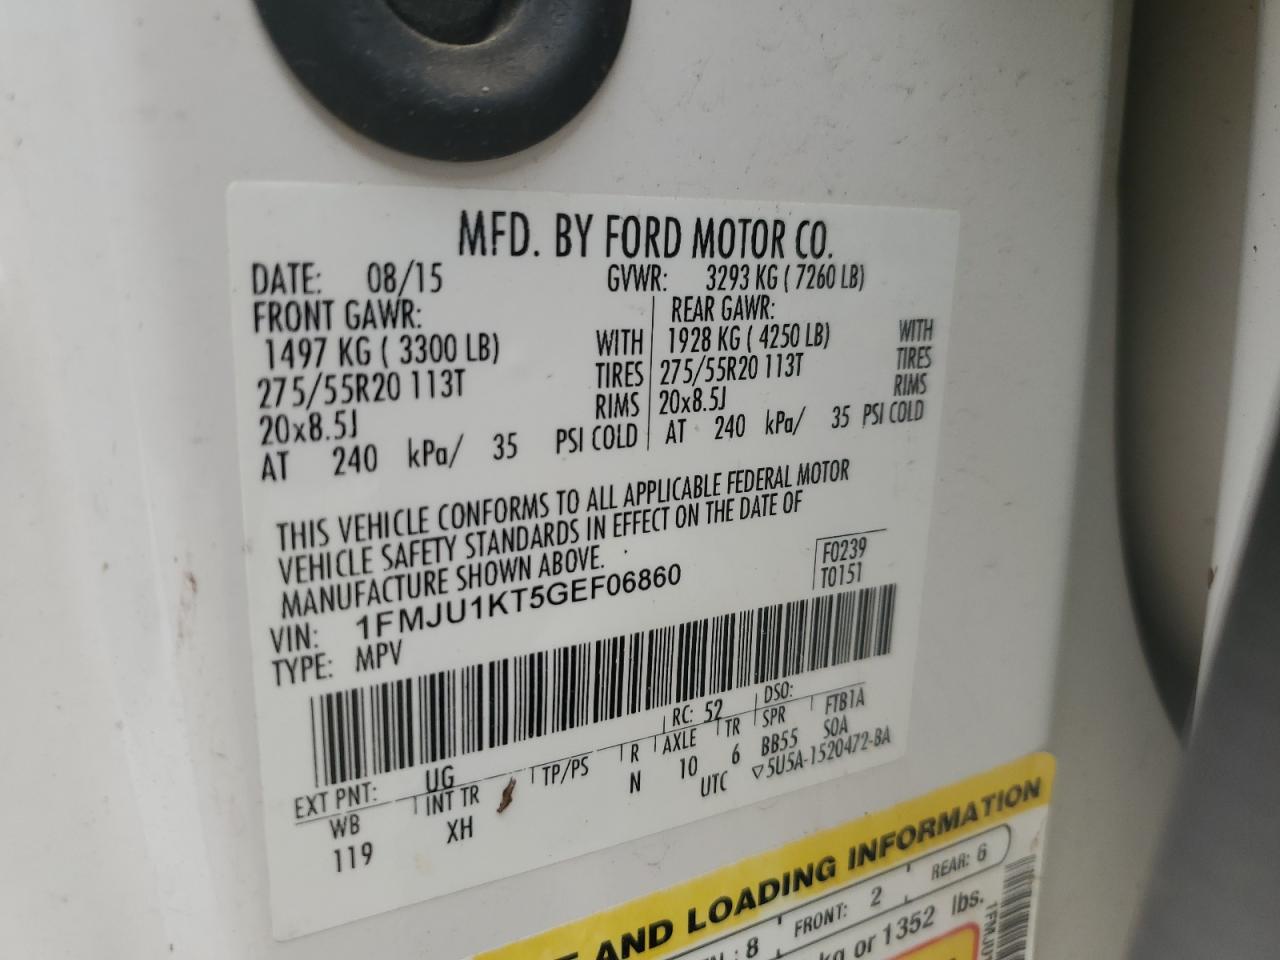 MFD. BY FORD MOTOR CO.
DATE: 08/15 GVWR: 3293 KG ( 7260 LB)
FRONT GAWR: REAR GAWR:
1497 KG ( 3300 LB) WITH 1928 KG ( 4250 LB) WITH
275/55R20 113T TIRES 275/55R20 113T TIRES
20x8.5J RIMS 20x8.5J RIMS
AT 240 kPa/ 35 PSI COLD AT 240 kPa/ 35 PSI COLD
THIS VEHICLE CONFORMS TO ALL APPLICABLE FEDERAL MOTOR
VEHICLE SAFETY STANDARDS IN EFFECT ON THE DATE OF
MANUFACTURE SHOWN ABOVE.
F0239
T0151
VIN: 1FMJU1KT5GEF06860
TYPE: MPV
EXT PNT: UG RC: 52 DSO:
WB INT TR TP/PS R AXLE TR SPR FTB1A
119 XH N 10 6 BB55 SOA
UTC ▽5U5A-1520472-BA
AND LOADING INFORMATION
: 8 FRONT: 2 REAR: 6
kg or 1352 lbs.
1FMJU1